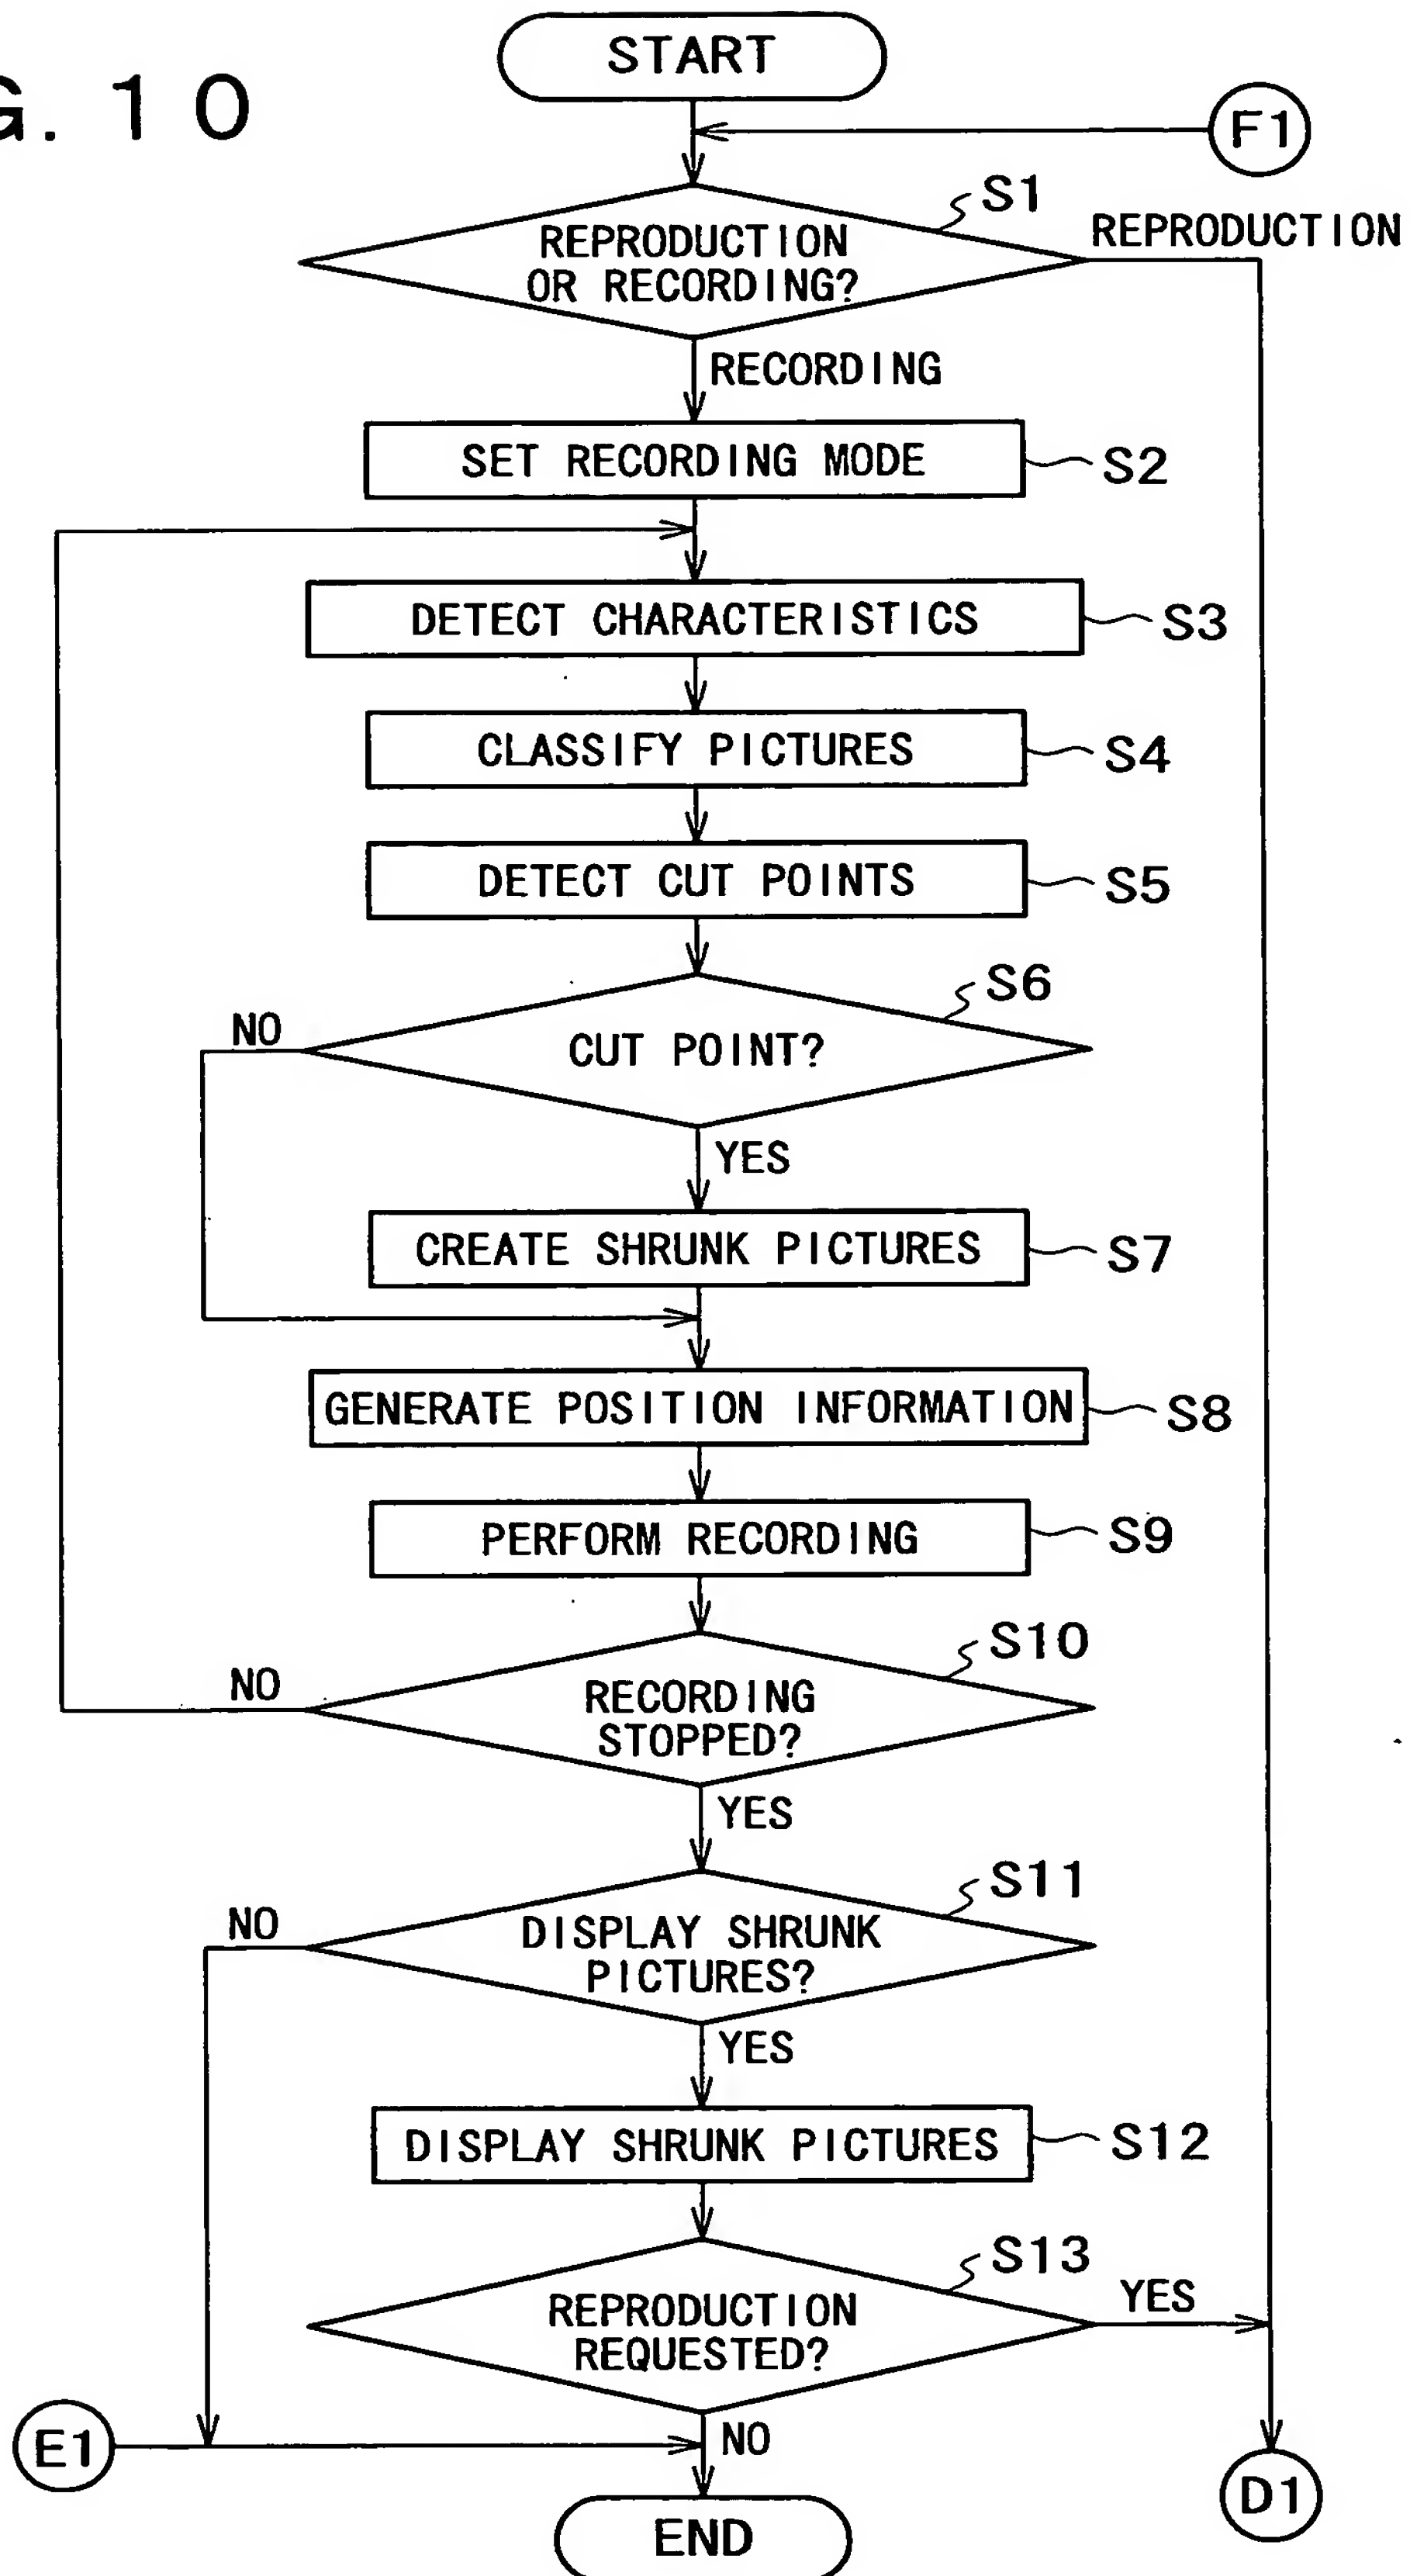 G. 10
START
F1
S1
REPRODUCTION
REPRODUCTION
OR RECORDING?
RECORDING
SET RECORDING MODE
S2
DETECT CHARACTERISTICS
S3
CLASSIFY PICTURES
S4
DETECT CUT POINTS
S5
S6
NO
CUT POINT?
YES
CREATE SHRUNK PICTURES
S7
GENERATE POSITION INFORMATION
S8
PERFORM RECORDING
S9
S10
NO
RECORDING
STOPPED?
YES
S11
NO
DISPLAY SHRUNK
PICTURES?
YES
DISPLAY SHRUNK PICTURES
S12
S13
YES
REPRODUCTION
REQUESTED?
E1
NO
D1
END